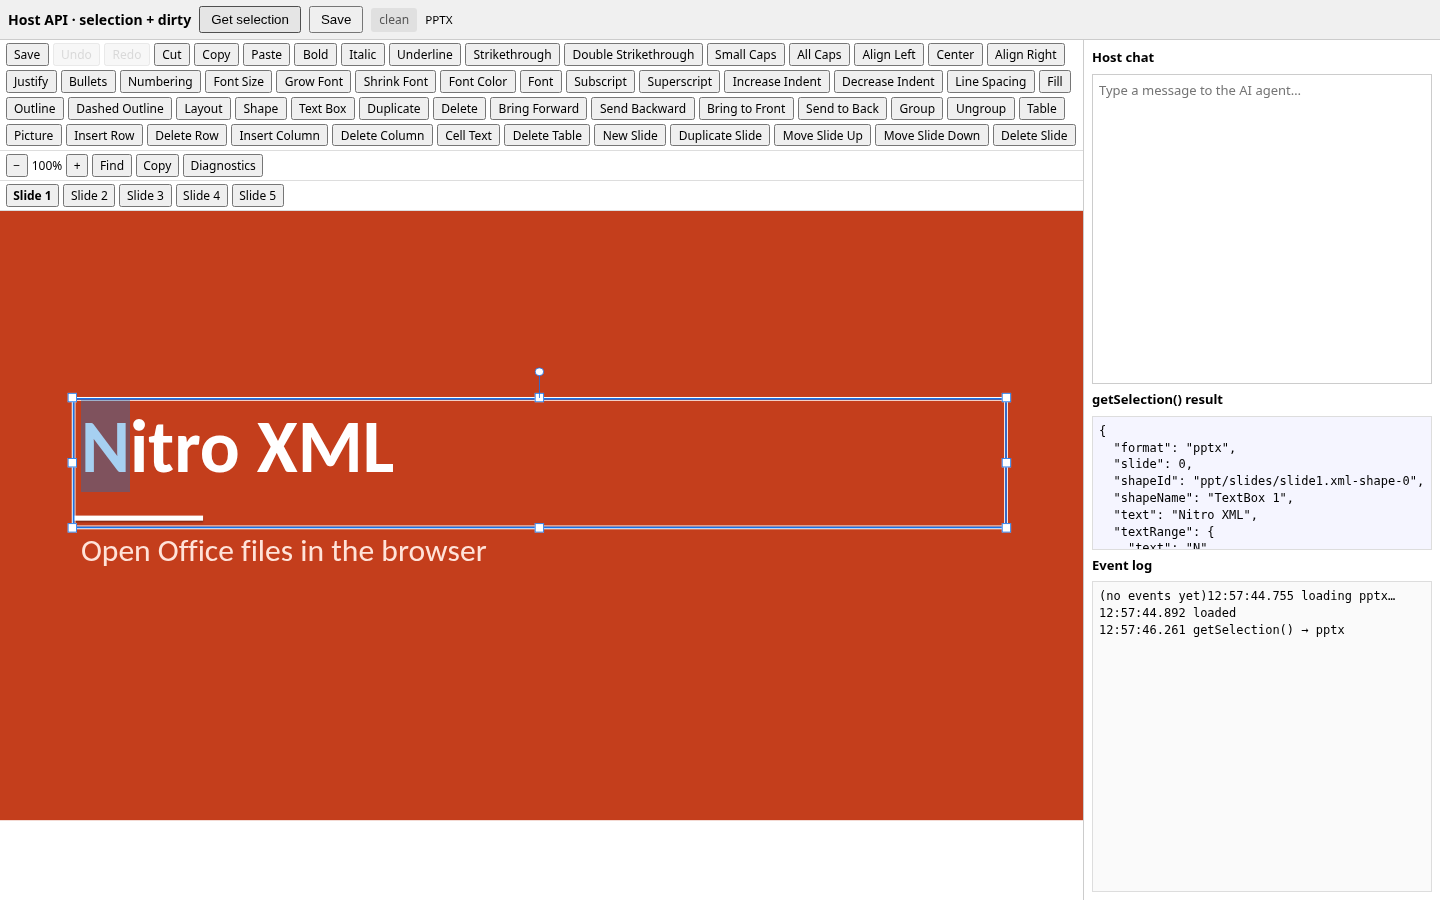 Host API · selection + dirty Get selection Save clean PPTX
Save Undo Redo Cut Copy Paste Bold Italic Underline Strikethrough Double Strikethrough Small Caps All Caps Align Left Center Align Right
Justify Bullets Numbering Font Size Grow Font Shrink Font Font Color Font Subscript Superscript Increase Indent Decrease Indent Line Spacing Fill
Outline Dashed Outline Layout Shape Text Box Duplicate Delete Bring Forward Send Backward Bring to Front Send to Back Group Ungroup Table
Picture Insert Row Delete Row Insert Column Delete Column Cell Text Delete Table New Slide Duplicate Slide Move Slide Up Move Slide Down Delete Slide
− 100% + Find Copy Diagnostics
Slide 1 Slide 2 Slide 3 Slide 4 Slide 5
Nitro XML
Open Office files in the browser
Host chat
Type a message to the AI agent...
getSelection() result
{
"format": "pptx",
"slide": 0,
"shapeId": "ppt/slides/slide1.xml-shape-0",
"shapeName": "TextBox 1",
"text": "Nitro XML",
"textRange": {
"text": "N"
Event log
(no events yet)12:57:44.755 loading pptx…
12:57:44.892 loaded
12:57:46.261 getSelection() → pptx